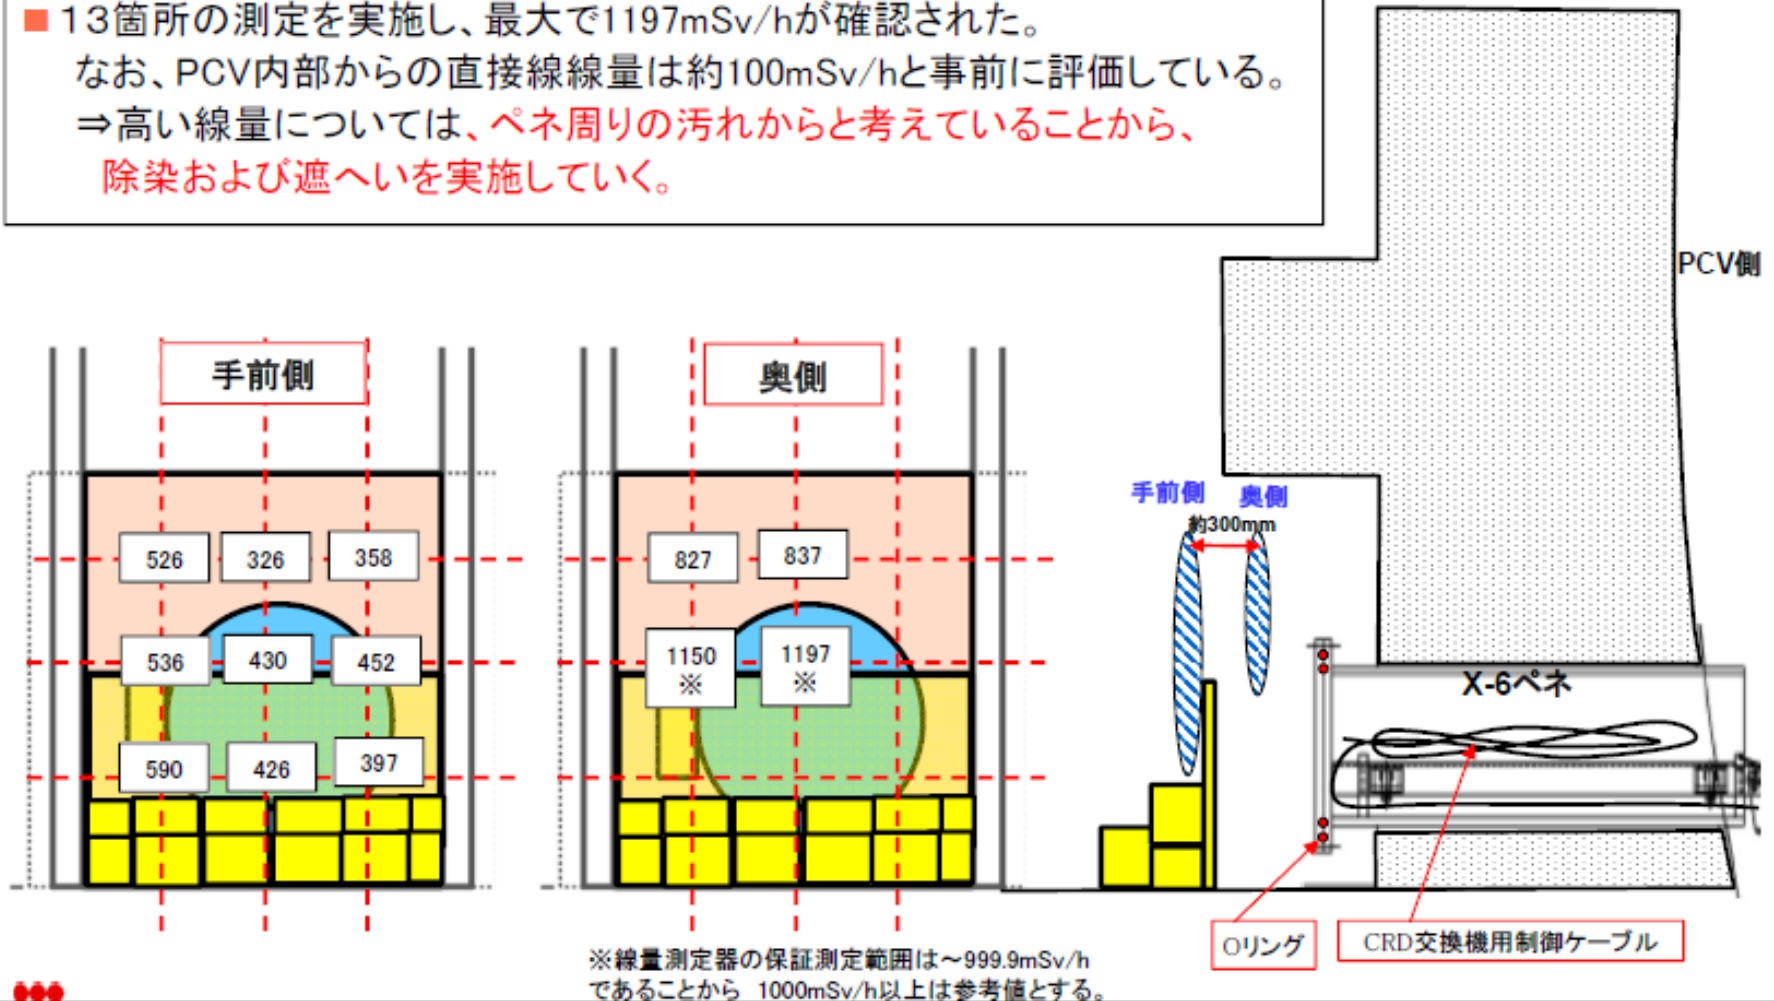 ■ 13箇所の測定を実施し、最大で1197mSv/hが確認された。
なお、PCV内部からの直接線線量は約100mSv/hと事前に評価している。
⇒高い線量については、ペネ周りの汚れからと考えていることから、
除染および遮へいを実施していく。
PCV側
手前側
奥側
手前側 奥側
約300mm
526 326 358
827 837
536 430 452
1150
※
1197
※
X-6ペネ
590 426 397
Oリング
CRD交換機用制御ケーブル
※線量測定器の保証測定範囲は～999.9mSv/h
であることから 1000mSv/h以上は参考値とする。